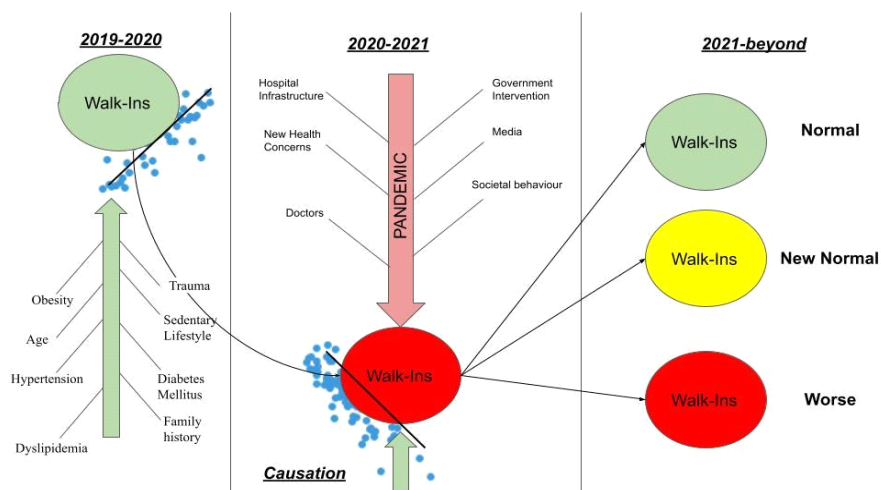 2019-2020
Walk-Ins
Obesity
Age
Hypertension
Dyslipidemia
Trauma
Sedentary
Lifestyle
Diabetes
Mellitus
Family
history
2020-2021
Hospital
Infrastructure
New Health
Concerns
Doctors
PANDEMIC
Government
Intervention
Media
Societal behaviour
Walk-Ins
Causation
2021-beyond
Walk-Ins
Normal
Walk-Ins
New Normal
Walk-Ins
Worse